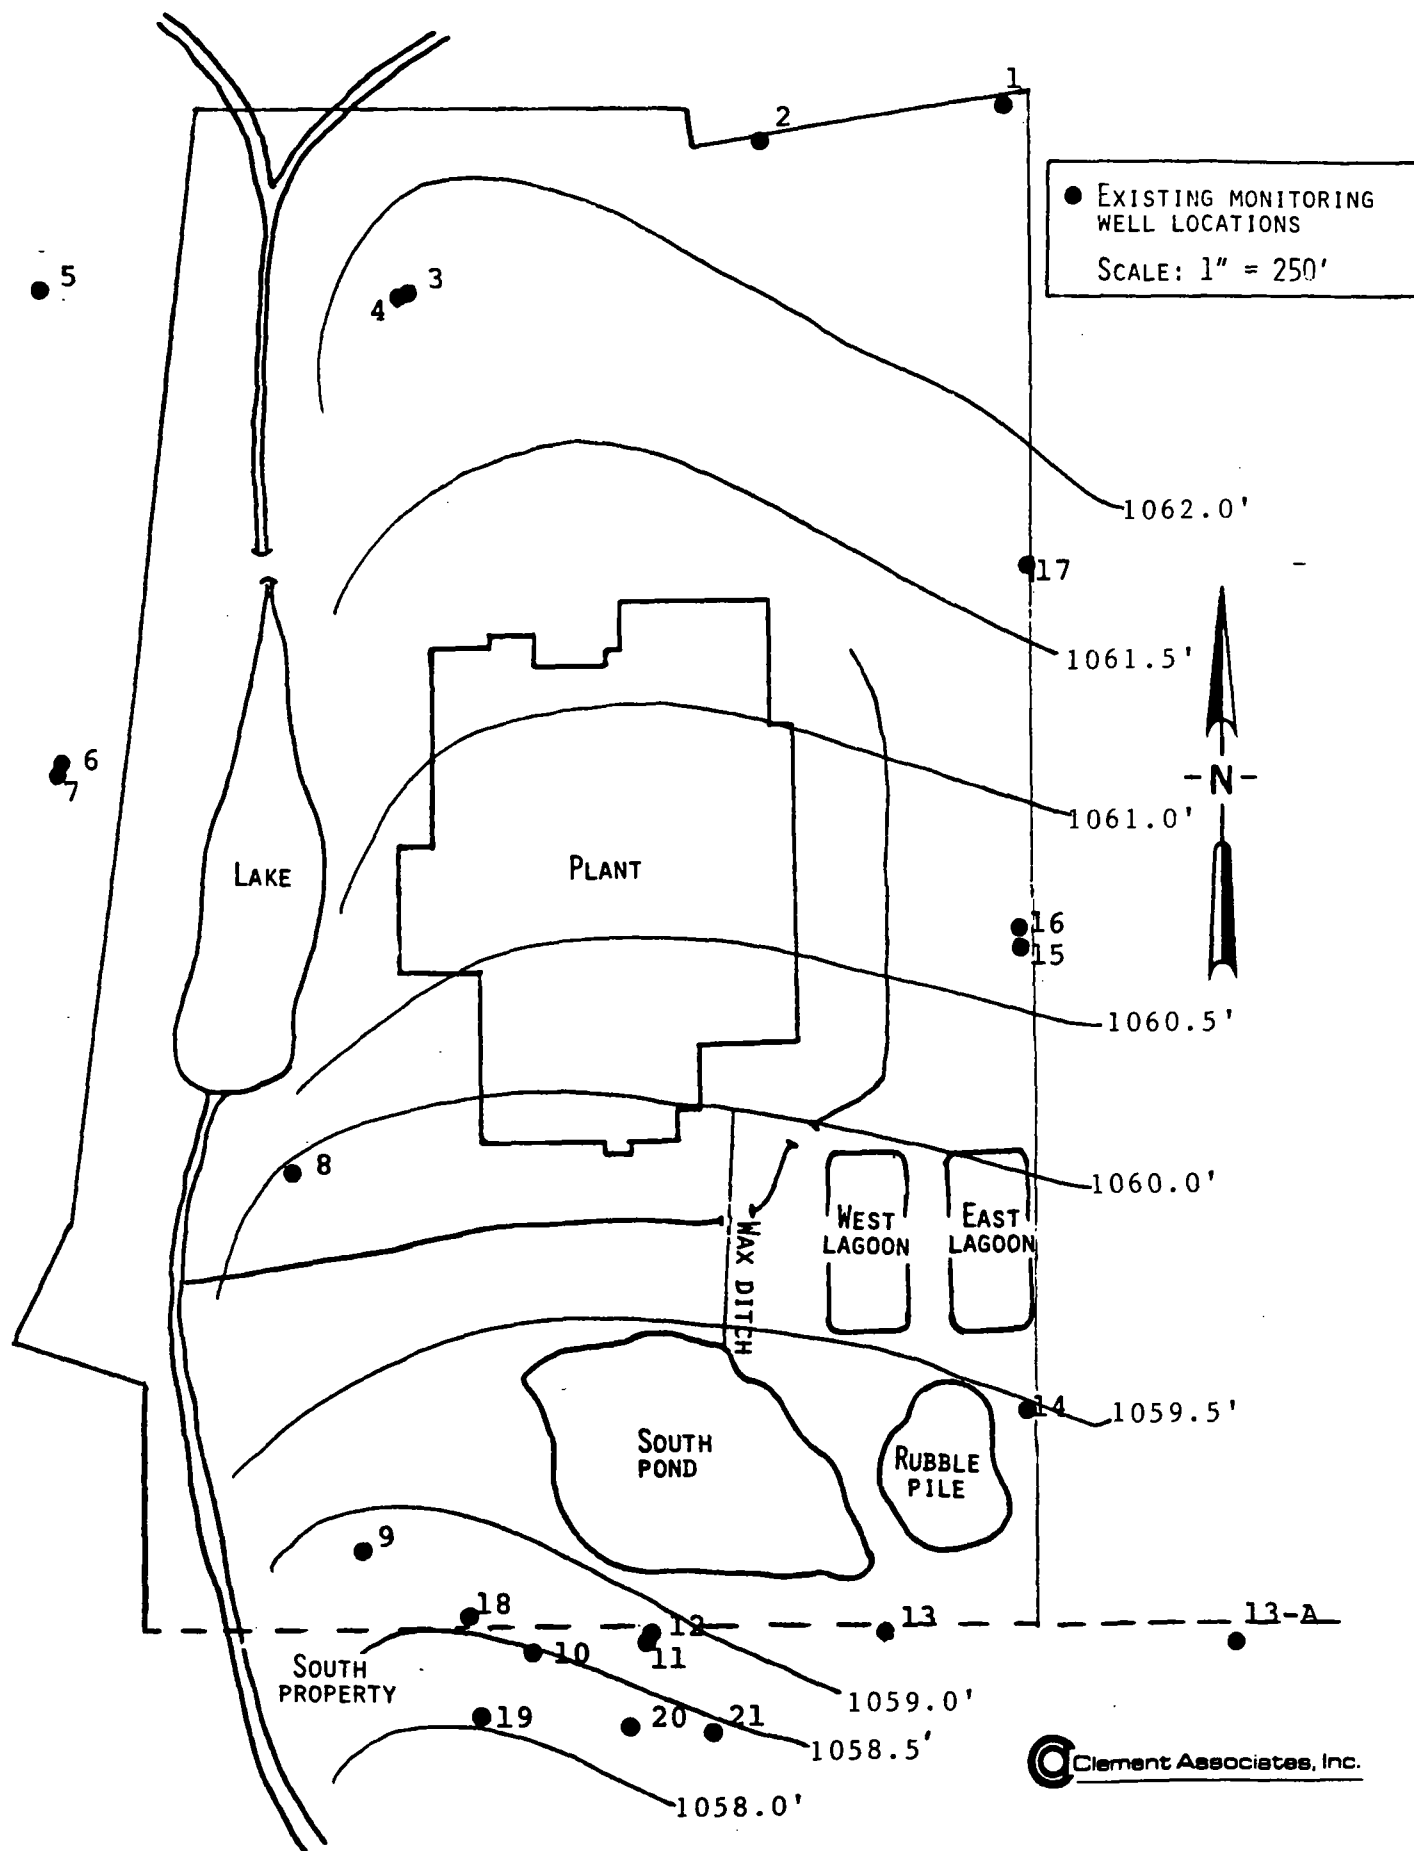 1
2
EXISTING MONITORING
WELL LOCATIONS
SCALE: 1" = 250'
5
3
4
1062.0'
17
1061.5'
6
7
- N -
1061.0'
LAKE
PLANT
16
15
1060.5'
8
1060.0'
WEST
LAGOON
EAST
LAGOON
WAX DITCH
14
1059.5'
SOUTH
POND
RUBBLE
PILE
9
18
12
13
13-A
10
11
SOUTH
PROPERTY
1059.0'
19
20
21
1058.5'
Clement Associates, Inc.
1058.0'